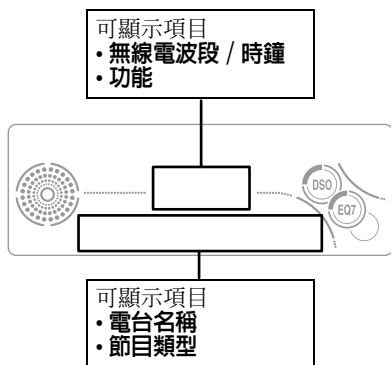 可顯示項目
• 無線電波段 / 時鐘
• 功能
DSO
EQ7
可顯示項目
• 電台名稱
• 節目類型